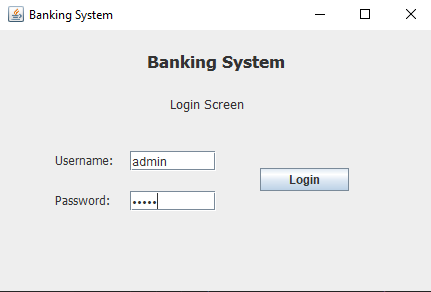 Banking System
Banking System
Login Screen
Username: admin
Login
Password: •••••